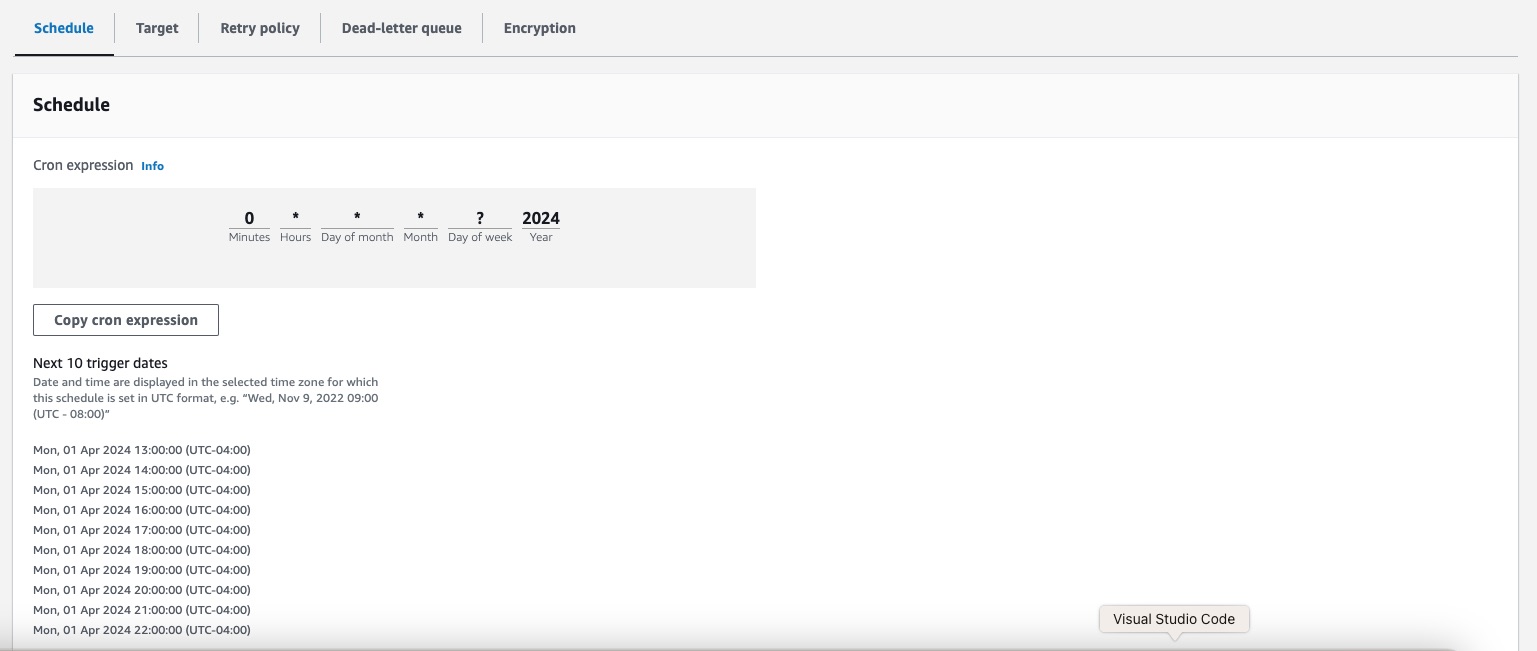 Schedule Target Retry policy Dead-letter queue Encryption
Schedule
Cron expression Info
0 * * * ? 2024
Minutes Hours Day of month Month Day of week Year
Copy cron expression
Next 10 trigger dates
Date and time are displayed in the selected time zone for which
this schedule is set in UTC format, e.g. “Wed, Nov 9, 2022 09:00
(UTC - 08:00)”
Mon, 01 Apr 2024 13:00:00 (UTC-04:00)
Mon, 01 Apr 2024 14:00:00 (UTC-04:00)
Mon, 01 Apr 2024 15:00:00 (UTC-04:00)
Mon, 01 Apr 2024 16:00:00 (UTC-04:00)
Mon, 01 Apr 2024 17:00:00 (UTC-04:00)
Mon, 01 Apr 2024 18:00:00 (UTC-04:00)
Mon, 01 Apr 2024 19:00:00 (UTC-04:00)
Mon, 01 Apr 2024 20:00:00 (UTC-04:00)
Mon, 01 Apr 2024 21:00:00 (UTC-04:00)
Mon, 01 Apr 2024 22:00:00 (UTC-04:00)
Visual Studio Code